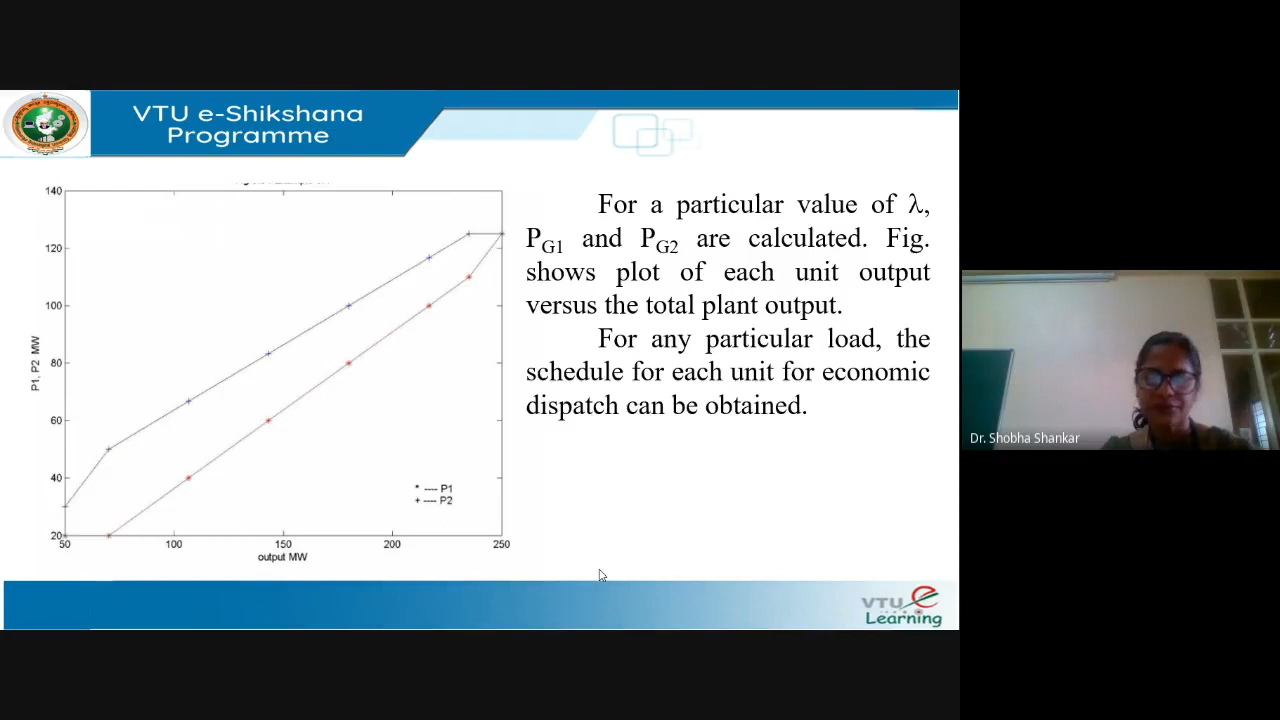 VTU e-Shikshana
Programme
140
120
100
80
60
40
20
P1, P2 MW
50
100
150
200
250
output MW
* ---- P1
+ ---- P2
For a particular value of λ,
PG1 and PG2 are calculated. Fig.
shows plot of each unit output
versus the total plant output.
For any particular load, the
schedule for each unit for economic
dispatch can be obtained.
Dr. Shobha Shankar
VTU e
Learning